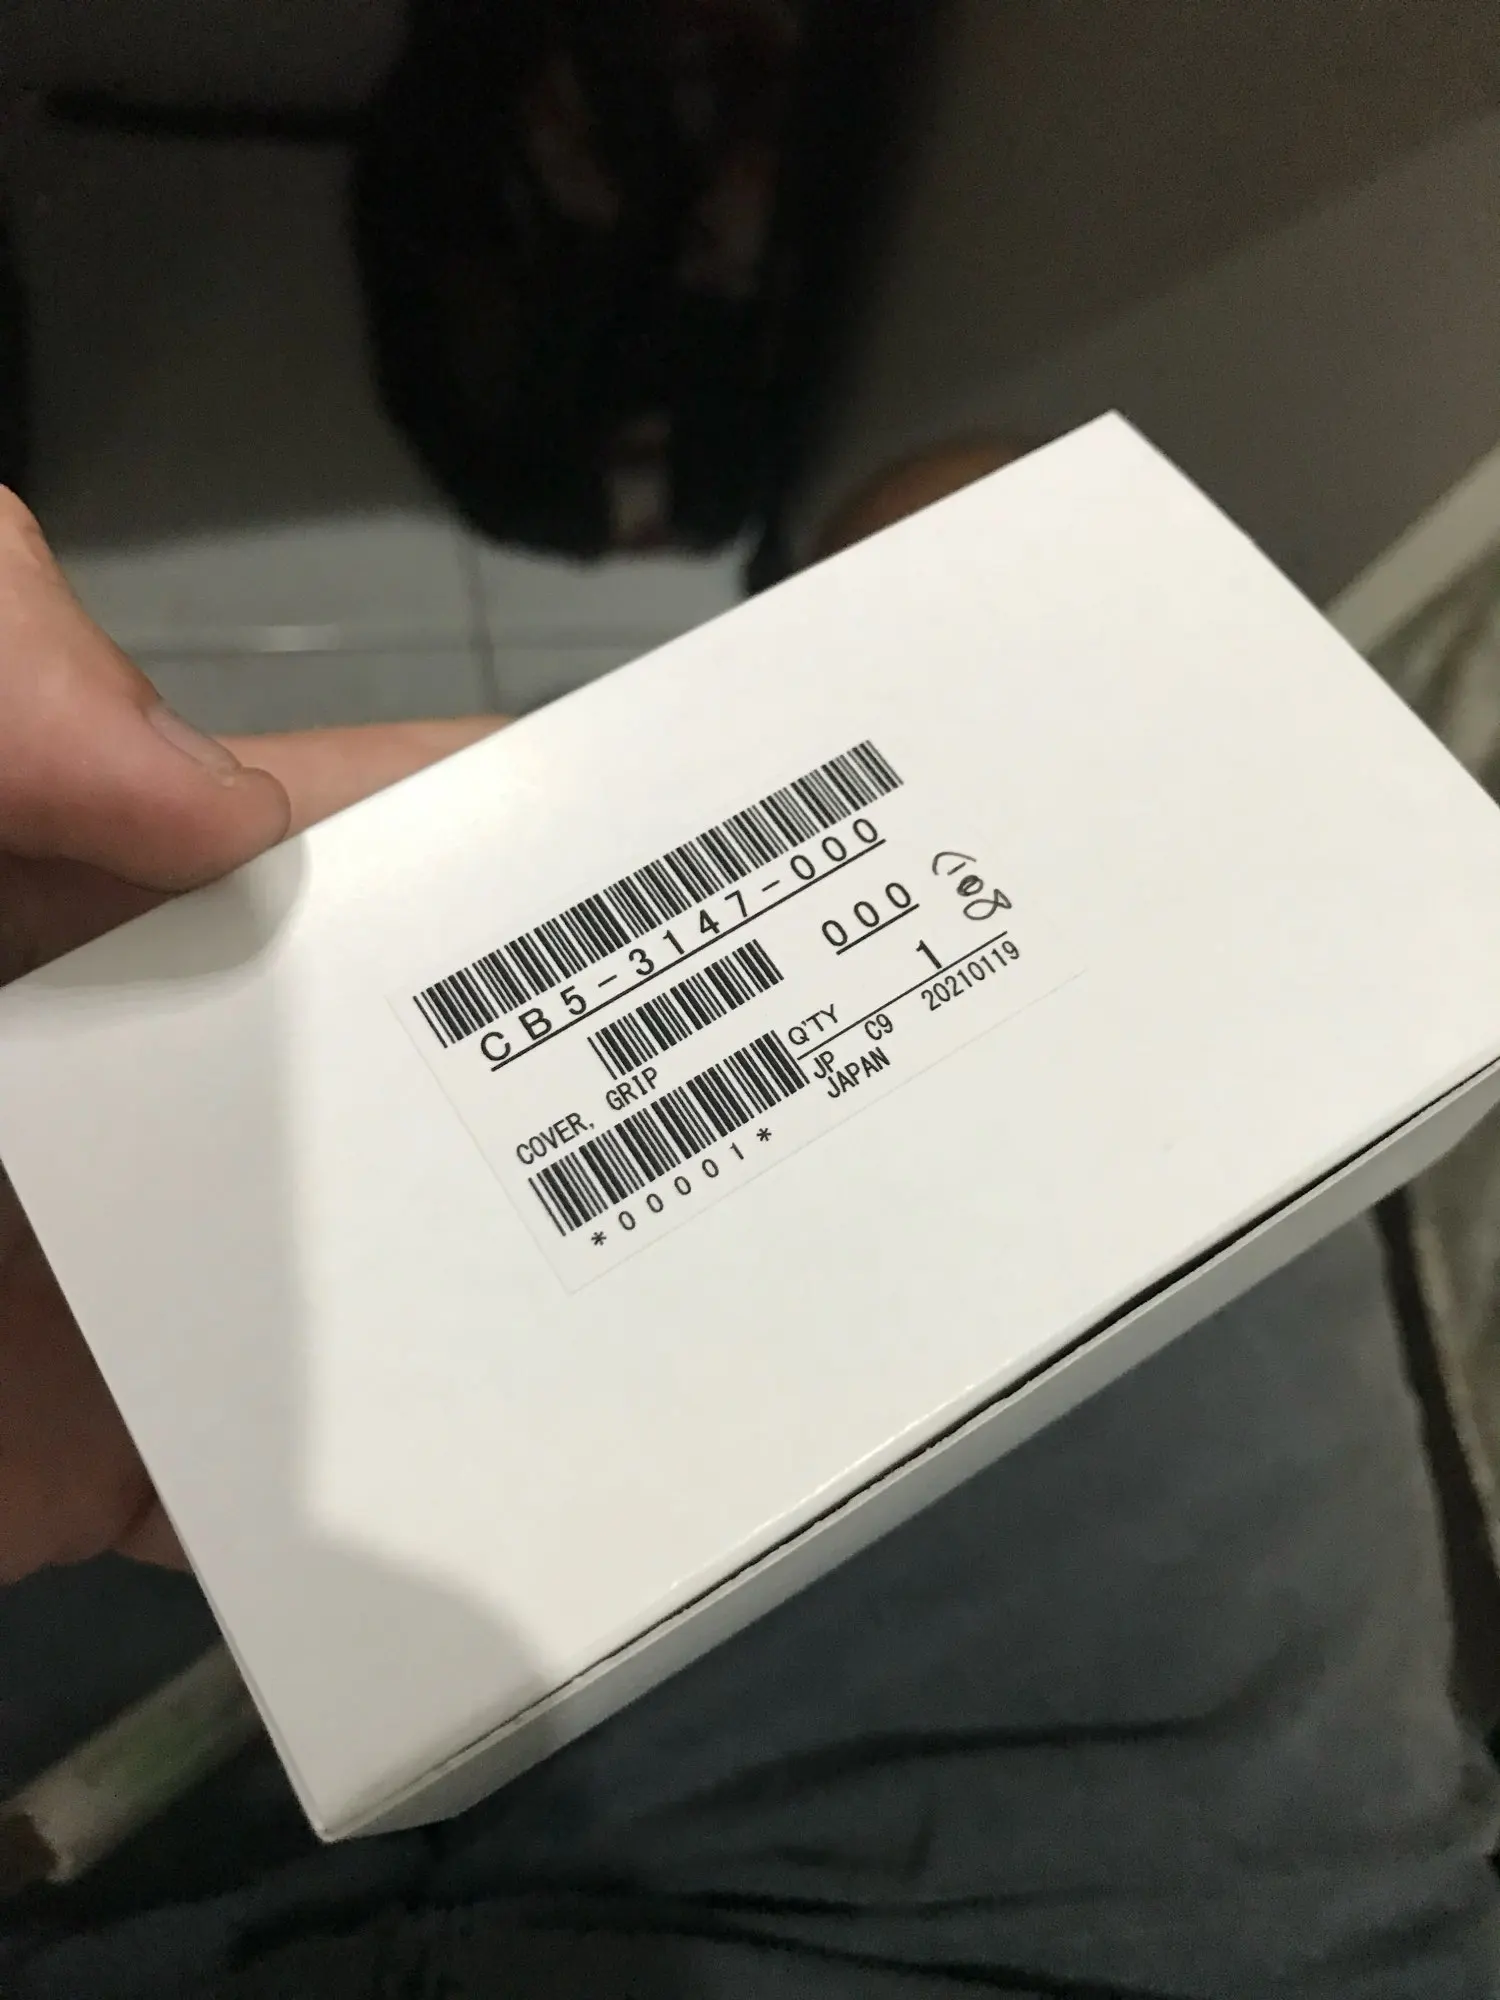 CB5-3147-000
000
COVER, GRIP
Q'TY 1
*00001*
JP C9 20210119
JAPAN